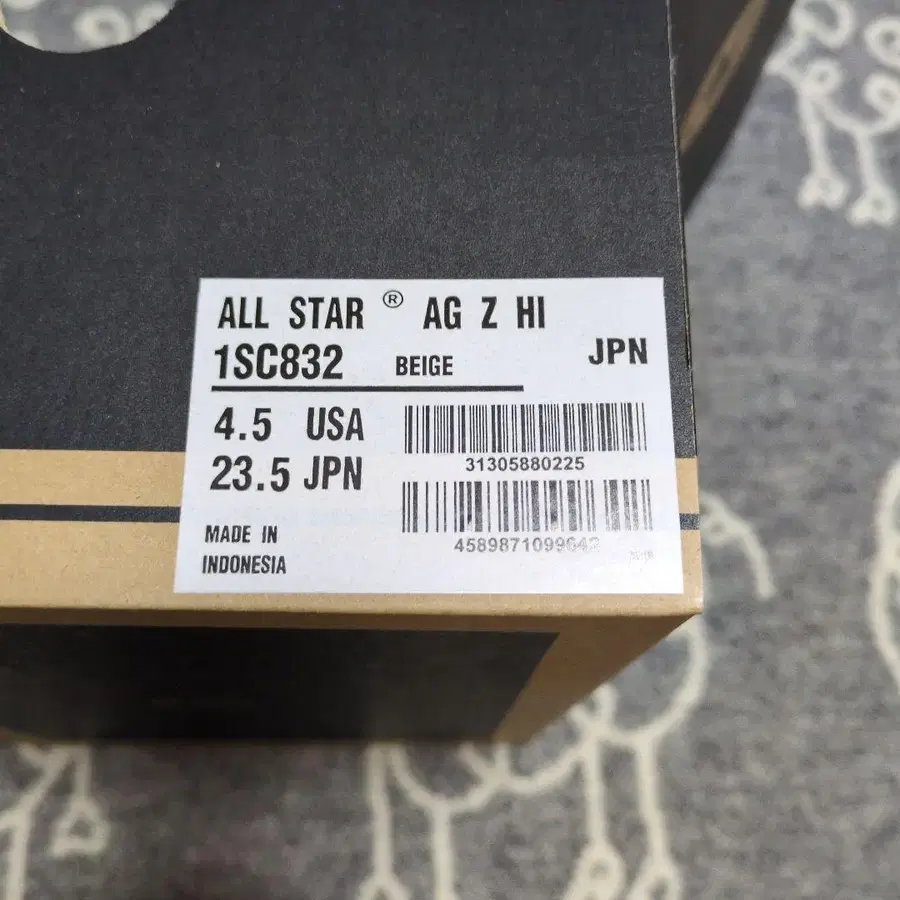 ALL STAR ® AG Z HI
1SC832 BEIGE JPN
4.5 USA
31305880225
23.5 JPN
4589871099642
MADE IN
INDONESIA